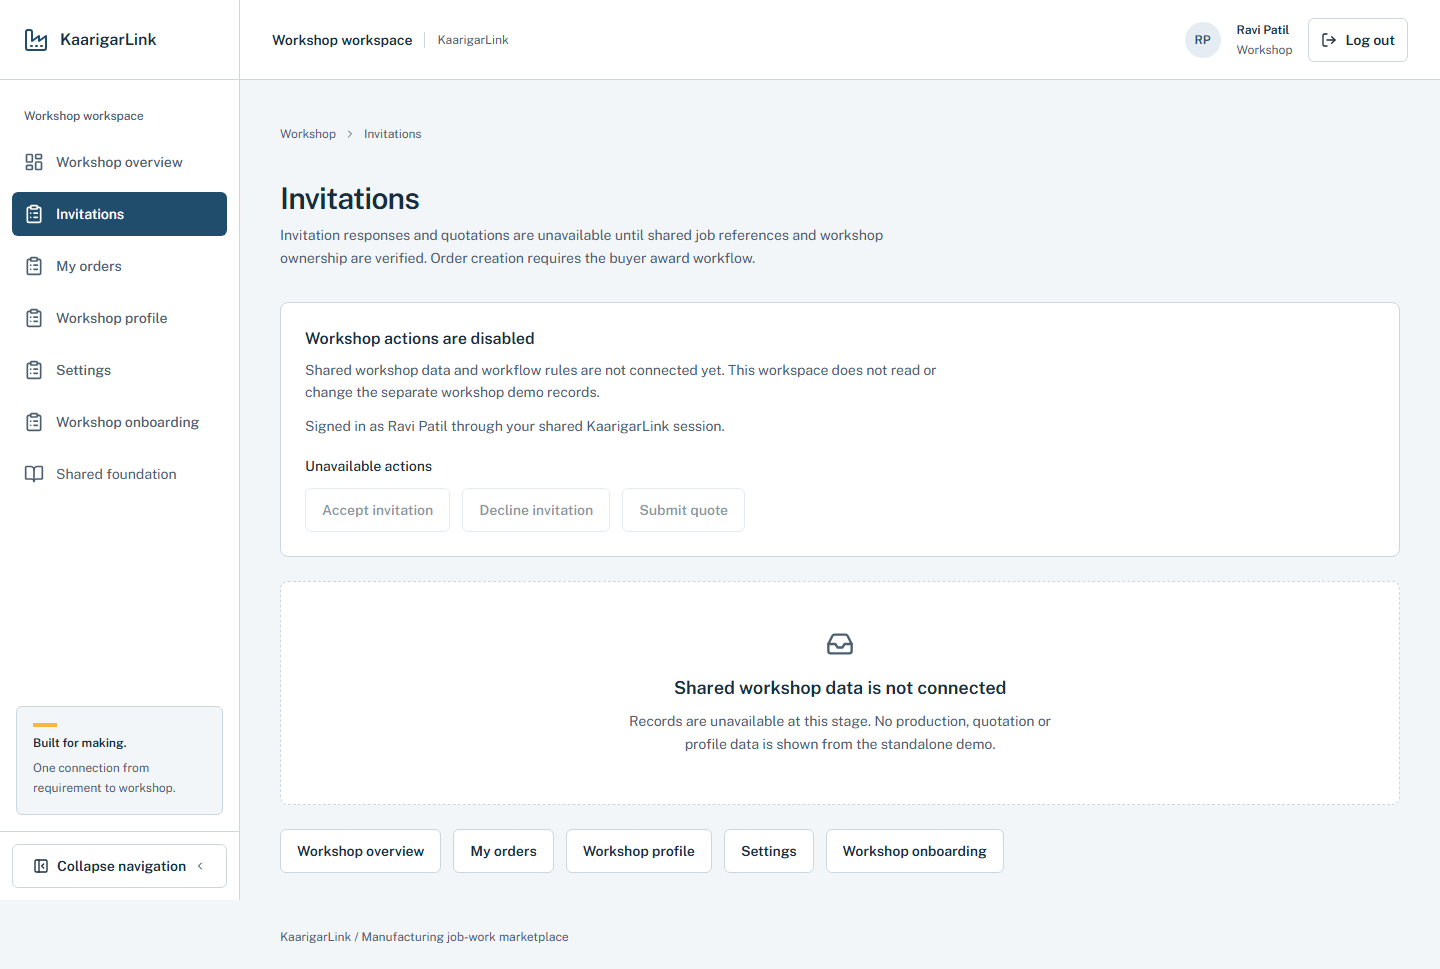 KaarigarLink
Workshop workspace
KaarigarLink
RP
Ravi Patil
Workshop
Log out
Workshop workspace
Workshop overview
Invitations
My orders
Workshop profile
Settings
Workshop onboarding
Shared foundation
Built for making.
One connection from
requirement to workshop.
Collapse navigation
Workshop
Invitations
Invitations
Invitation responses and quotations are unavailable until shared job references and workshop
ownership are verified. Order creation requires the buyer award workflow.
Workshop actions are disabled
Shared workshop data and workflow rules are not connected yet. This workspace does not read or
change the separate workshop demo records.
Signed in as Ravi Patil through your shared KaarigarLink session.
Unavailable actions
Accept invitation
Decline invitation
Submit quote
Shared workshop data is not connected
Records are unavailable at this stage. No production, quotation or
profile data is shown from the standalone demo.
Workshop overview
My orders
Workshop profile
Settings
Workshop onboarding
KaarigarLink / Manufacturing job-work marketplace